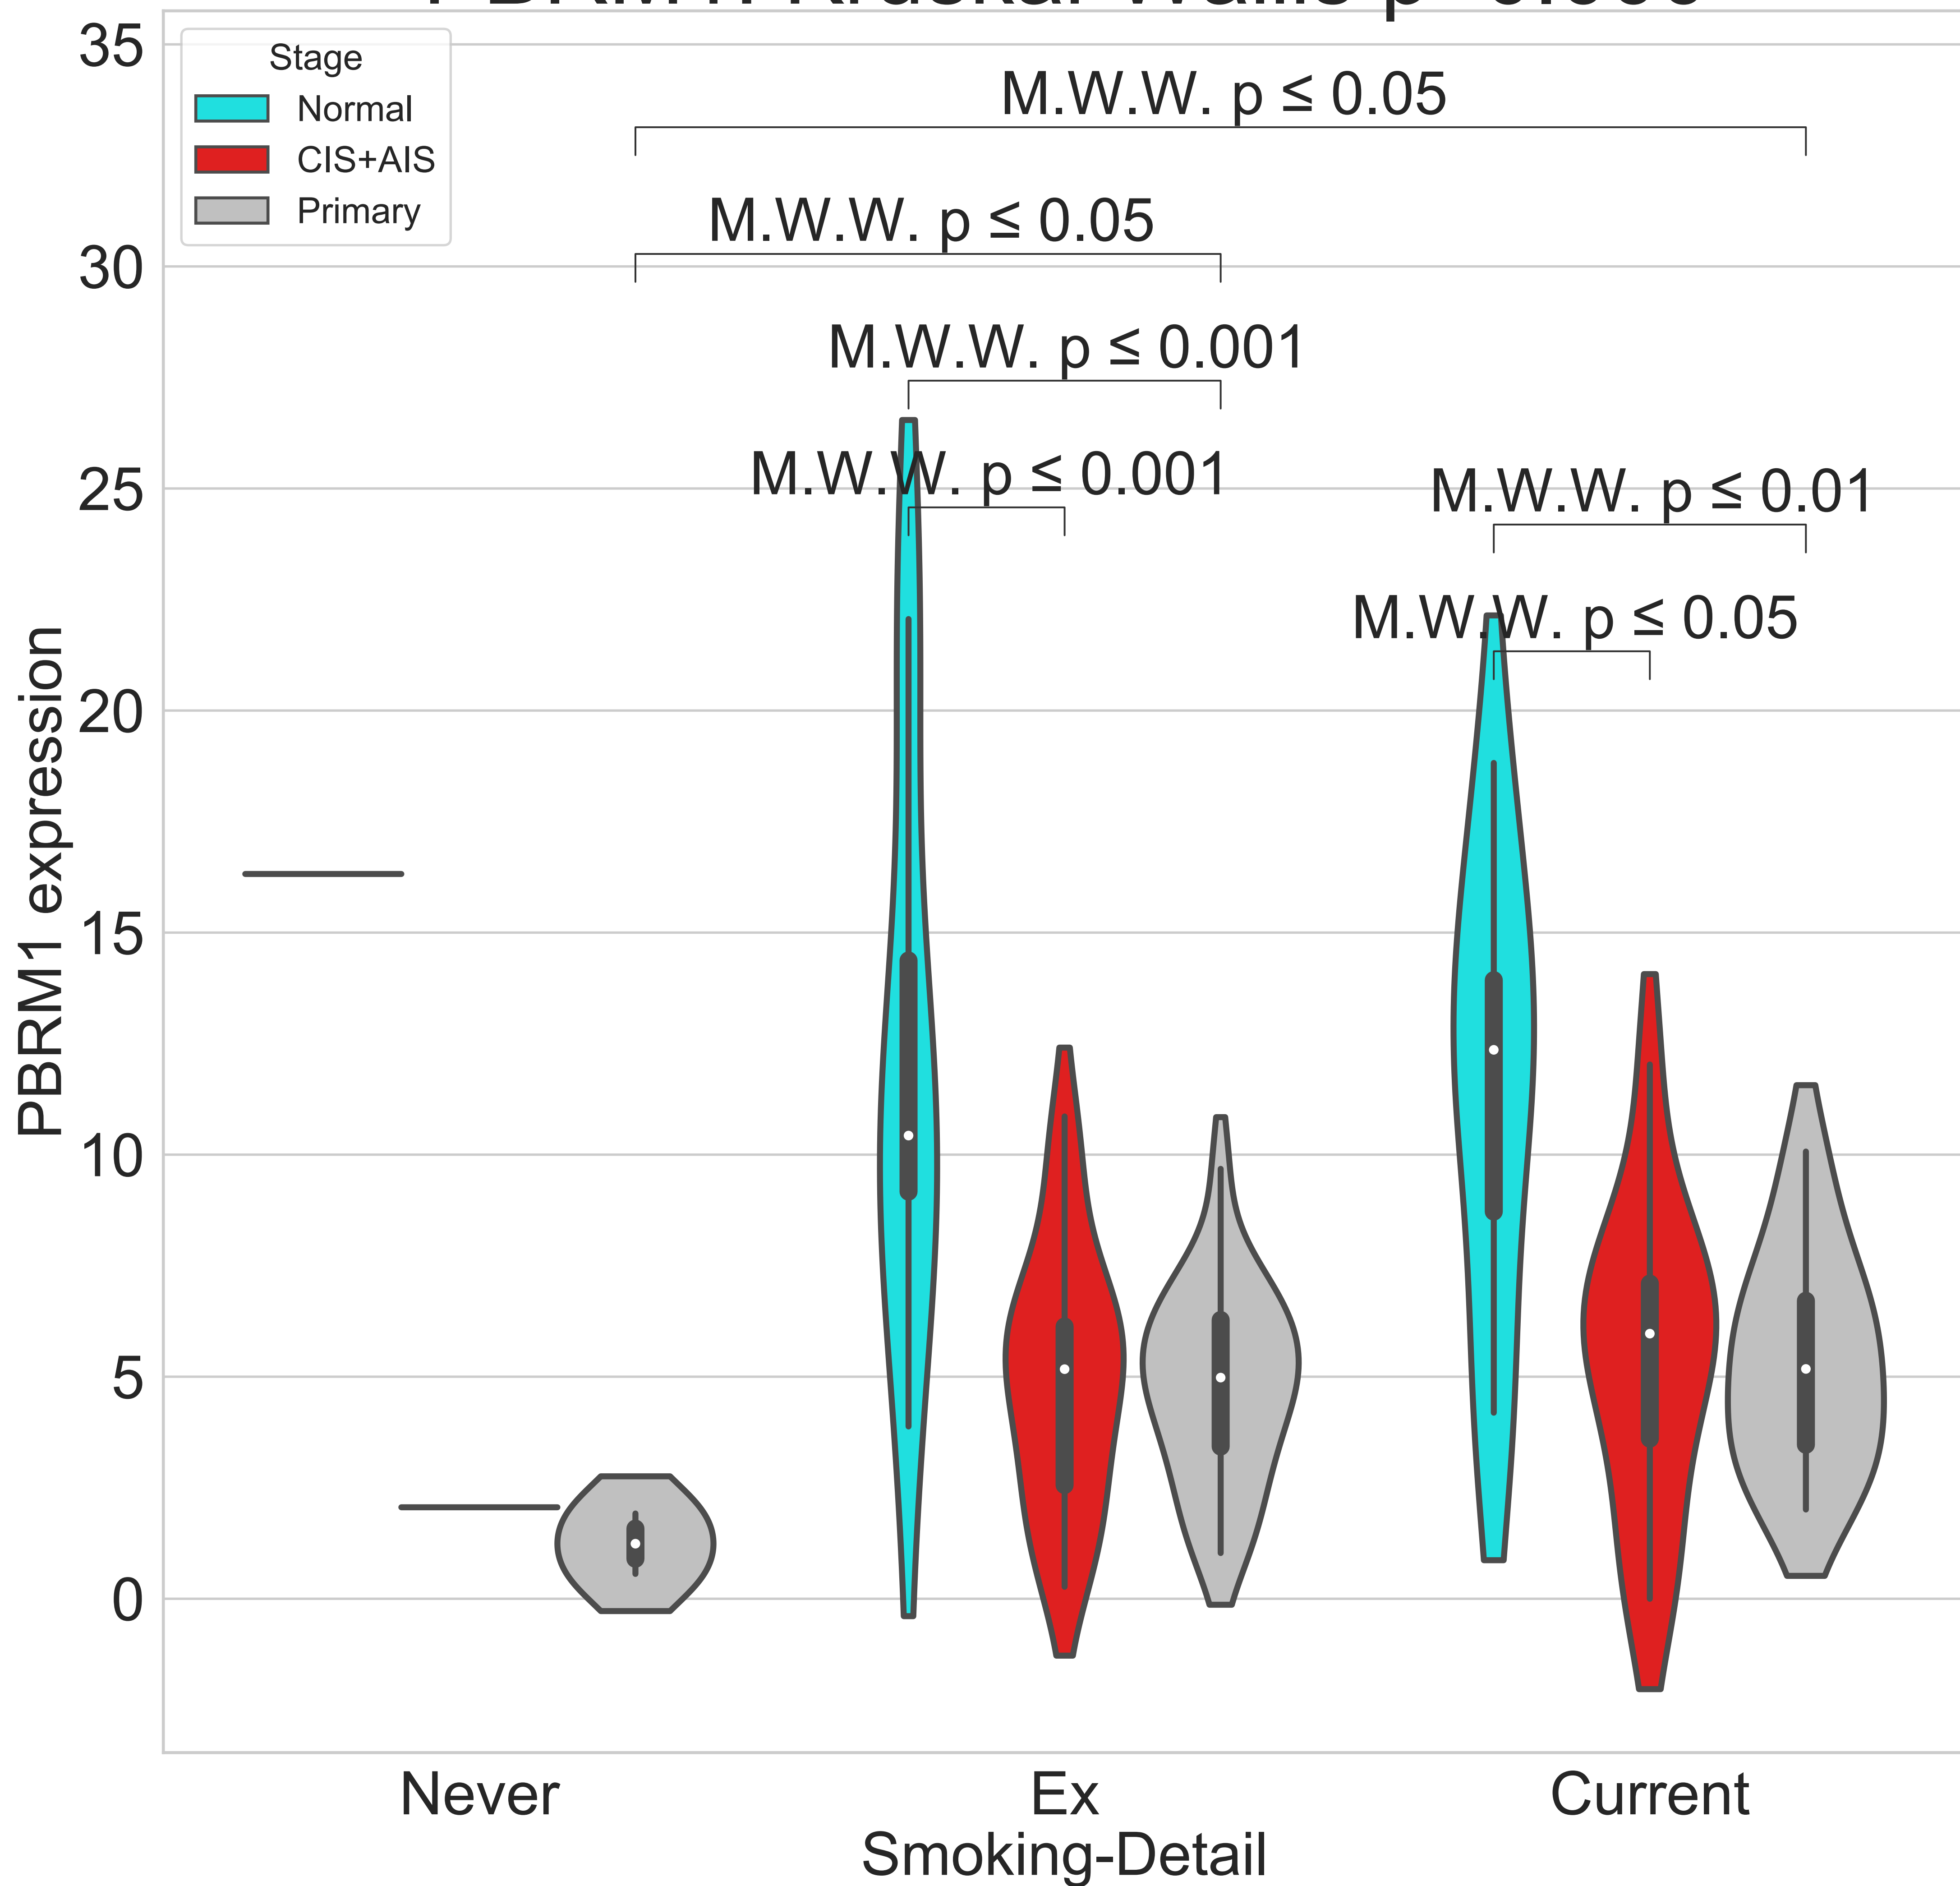 35
Stage
Normal
CIS+AIS
Primary
M.W.W. p ≤ 0.05
M.W.W. p ≤ 0.05
30
M.W.W. p ≤ 0.001
M.W.W. p ≤ 0.001
25
M.W.W. p ≤ 0.01
M.W.W. p ≤ 0.05
20
15
10
5
0
PBRM1 expression
Never
Ex
Current
Smoking-Detail